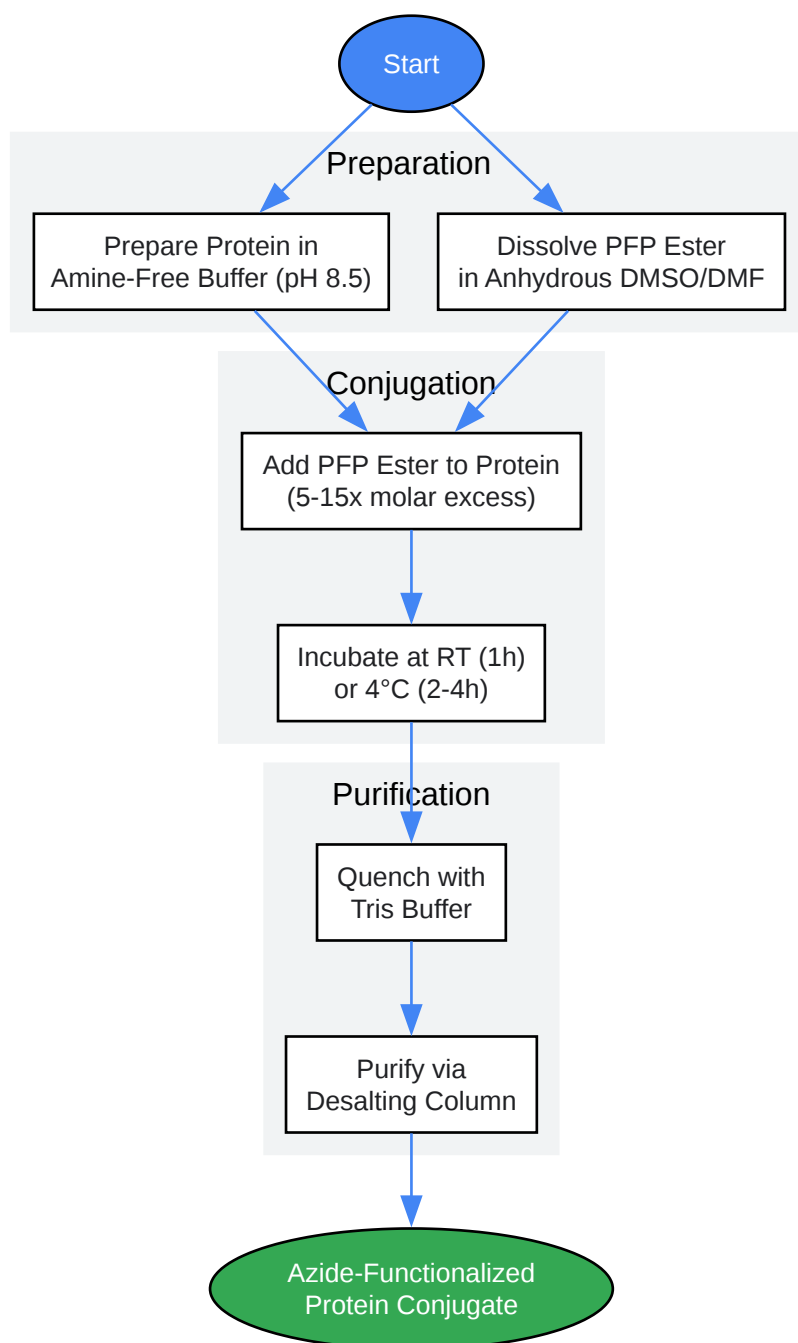 Start
Preparation
Prepare Protein in
Amine-Free Buffer (pH 8.5)
Dissolve PFP Ester
in Anhydrous DMSO/DMF
Conjugation
Add PFP Ester to Protein
(5-15x molar excess)
Incubate at RT (1h)
or 4°C (2-4h)
Purification
Quench with
Tris Buffer
Purify via
Desalting Column
Azide-Functionalized
Protein Conjugate